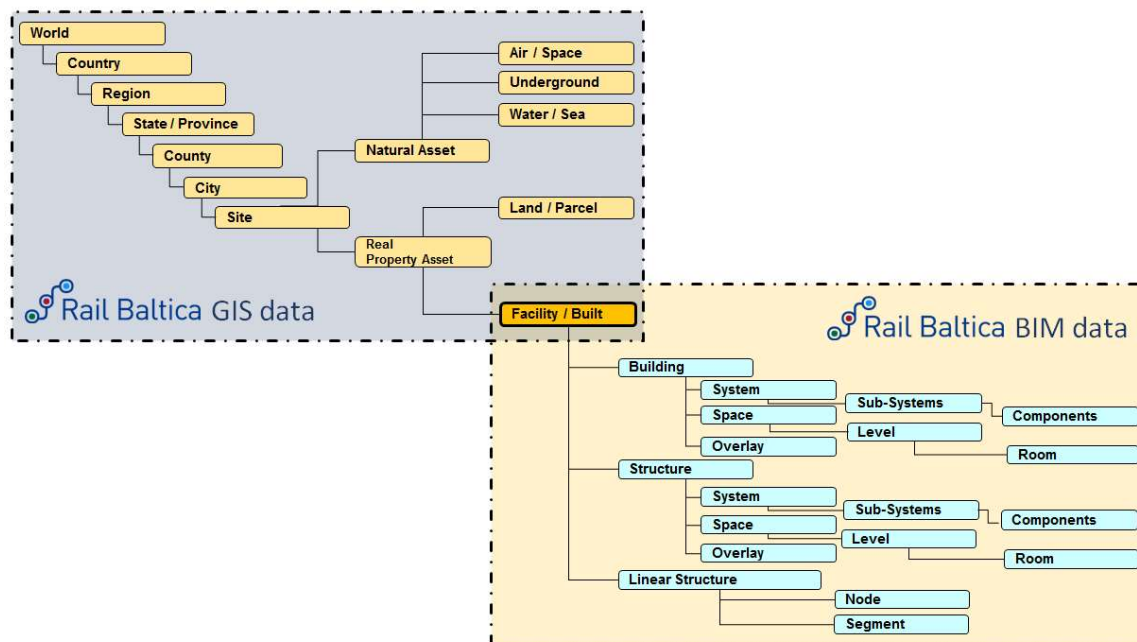 World
Country
Region
State / Province
County
City
Site
Air / Space
Underground
Water / Sea
Natural Asset
Land / Parcel
Real
Property Asset
Rail Baltica GIS data
Facility / Built
Rail Baltica BIM data
Building
System
Sub-Systems
Components
Space
Level
Room
Overlay
Structure
System
Sub-Systems
Components
Space
Level
Room
Overlay
Linear Structure
Node
Segment